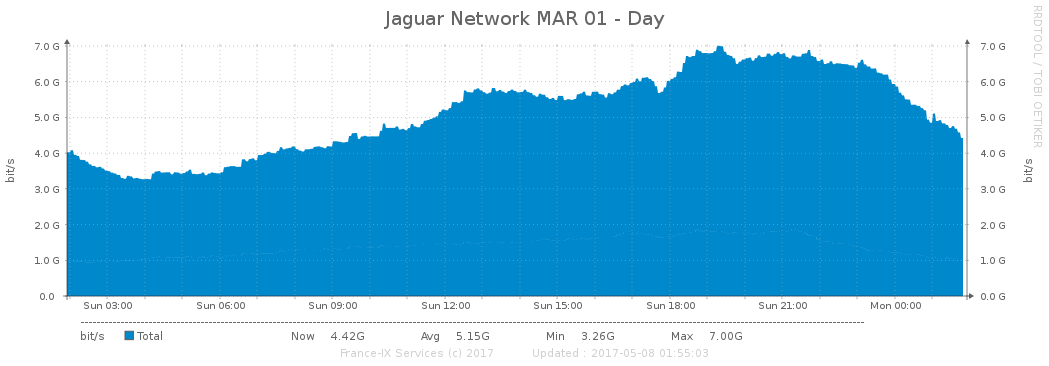 Jaguar Network MAR 01 - Day
RRDTOOL / TOBI OETIKER
7.0 G 7.0 G
6.0 G 6.0 G
5.0 G 5.0 G
4.0 G 4.0 G
3.0 G 3.0 G
2.0 G 2.0 G
1.0 G 1.0 G
0.0 0.0 G
bit/s bit/s
Sun 03:00 Sun 06:00 Sun 09:00 Sun 12:00 Sun 15:00 Sun 18:00 Sun 21:00 Mon 00:00
bit/s Total Now 4.42G Avg 5.15G Min 3.26G Max 7.00G
France-IX Services (c) 2017 Updated : 2017-05-08 01:55:03